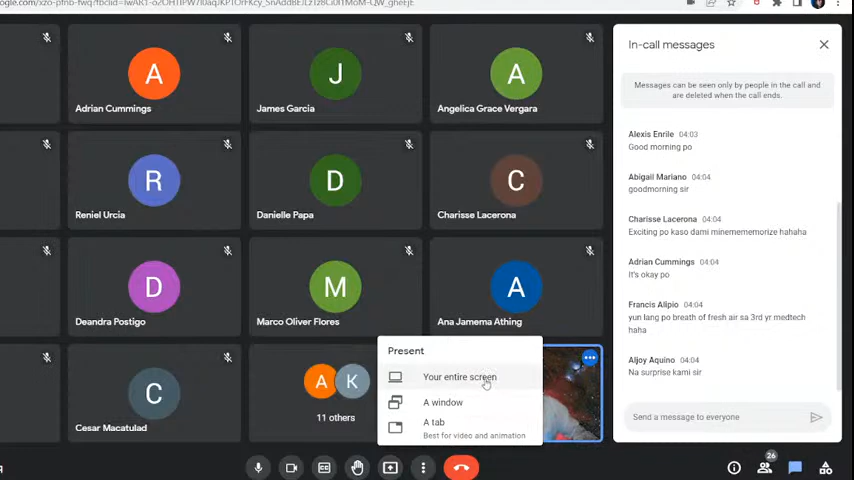 In-call messages
Messages can be seen only by people in the call and
are deleted when the call ends.
A
Adrian Cummings
J
James Garcia
A
Angelica Grace Vergara
R
Reniel Urcia
D
Danielle Papa
C
Charisse Lacerona
D
Deandra Postigo
M
Marco Oliver Flores
A
Ana Jamema Athing
C
Cesar Macatulad
A K
11 others
Present
Your entire screen
A window
A tab
Best for video and animation
Alexis Enrile 04:03
Good morning po
Abigail Mariano 04:04
goodmorning sir
Charisse Lacerona 04:04
Exciting po kaso dami minemememorize hahaha
Adrian Cummings 04:04
It's okay po
Francis Alipio 04:04
yun lang po breath of fresh air sa 3rd yr medtech
haha
Aljoy Aquino 04:04
Na surprise kami sir
Send a message to everyone
26